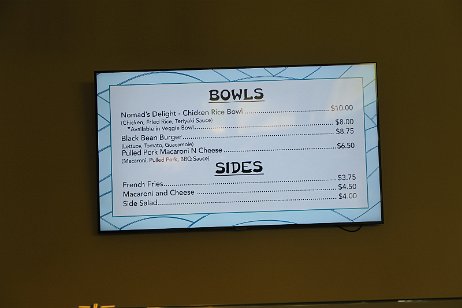 BOWLS
Nomad's Delight - Chicken Rice Bowl $10.00
(Chicken, Fried Rice, Teriyaki Sauce)
*Available in Veggie Bowl $8.00
Black Bean Burger $8.75
(Lettuce, Tomato, Guacamole)
Pulled Pork Macaroni N Cheese $6.50
(Macaroni, Pulled Pork, BBQ Sauce)
SIDES
French Fries $3.75
Macaroni and Cheese $4.50
Side Salad $4.00